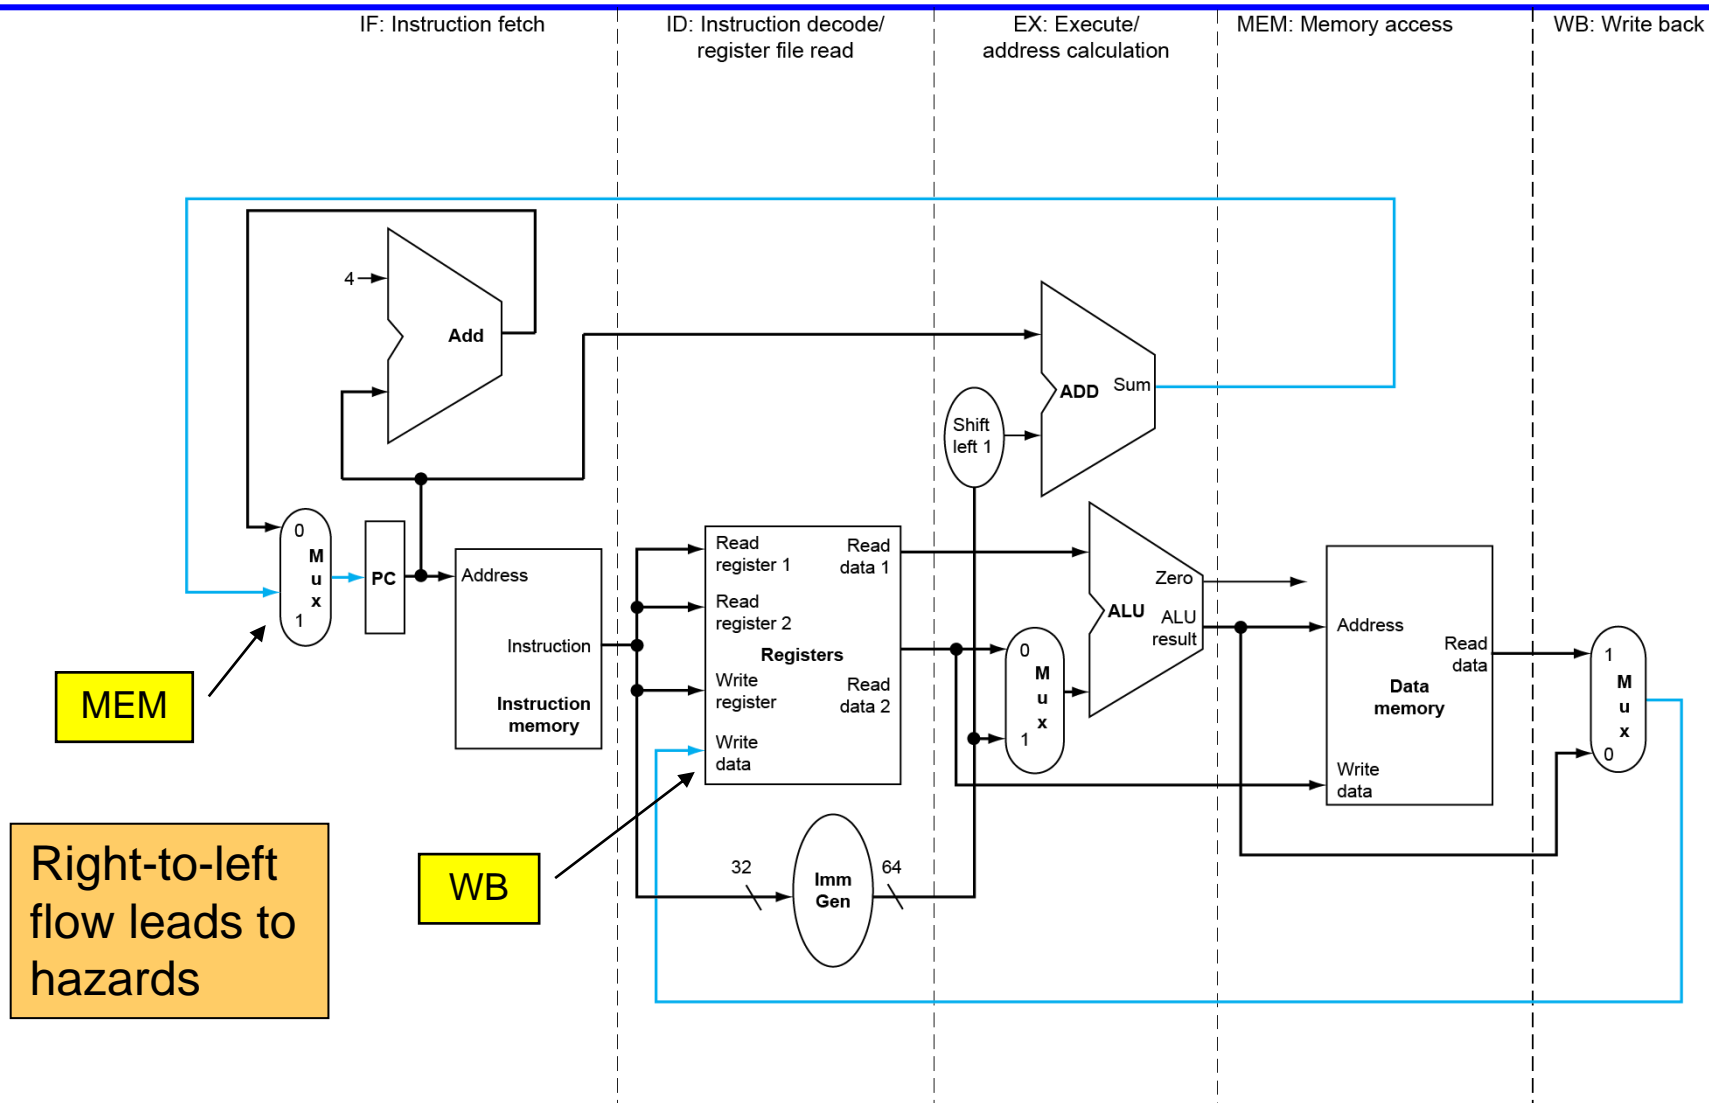 IF: Instruction fetch
ID: Instruction decode/
register file read
EX: Execute/
address calculation
MEM: Memory access
WB: Write back
4
Add
ADD
Sum
Shift
left 1
0
M
u
x
1
PC
Address
Instruction
Instruction
memory
Read
register 1
Read
register 2
Registers
Write
register
Write
data
Read
data 1
Read
data 2
0
M
u
x
1
Zero
ALU
ALU
result
Address
Read
data
Data
memory
Write
data
1
M
u
x
0
MEM
WB
32
Imm
Gen
64
Right-to-left
flow leads to
hazards